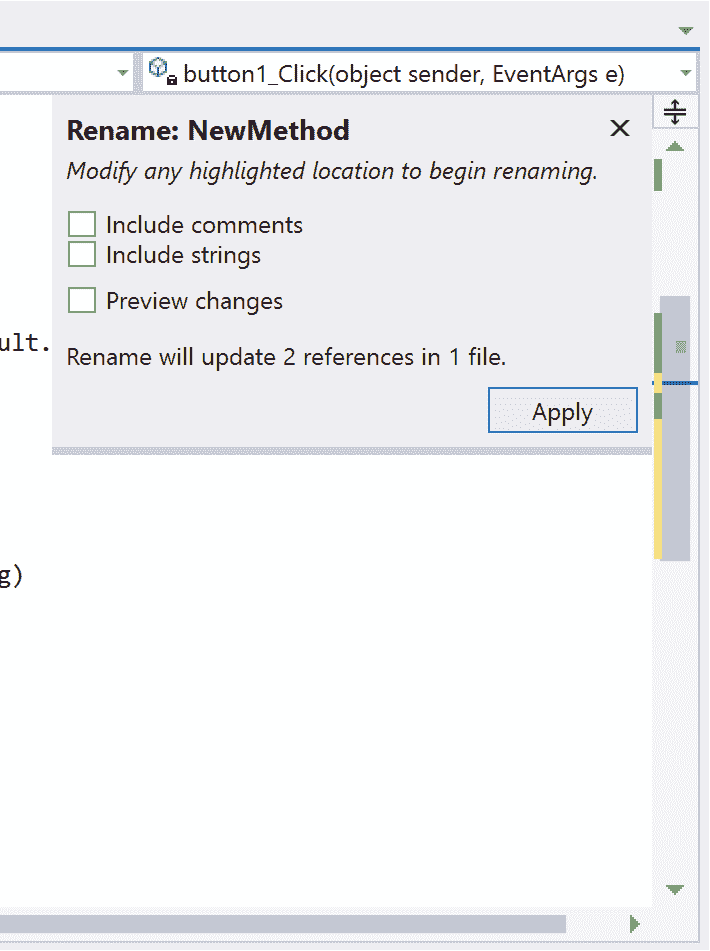 button1_Click(object sender, EventArgs e)
Rename: NewMethod
Modify any highlighted location to begin renaming.
Include comments
Include strings
Preview changes
ult.
Rename will update 2 references in 1 file.
Apply
g)